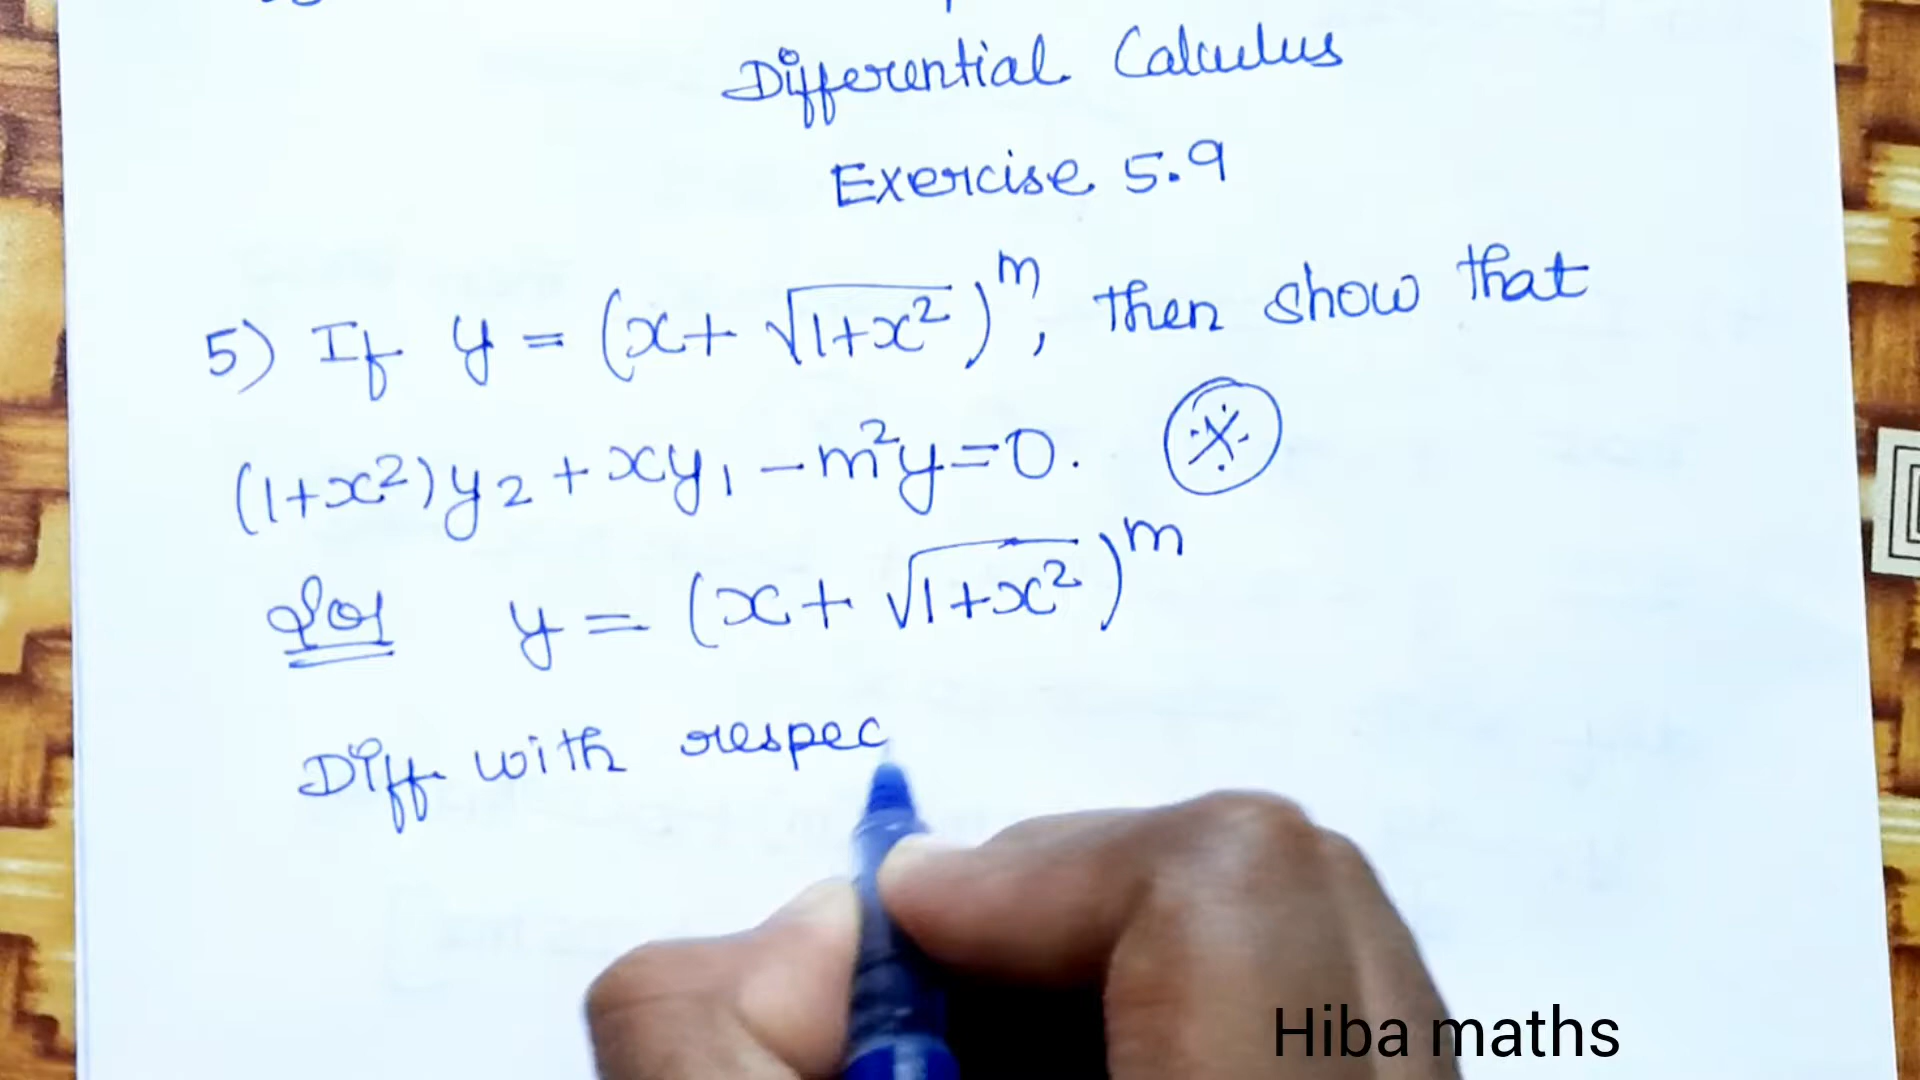 Differential Calculus
Exercise 5.9
5) If y = (x + √1+x²)ᵐ, then show that
(1+x²)y₂ + xy₁ - m²y = 0.
Sol y = (x + √1+x²)ᵐ
Diff with respec
Hiba maths